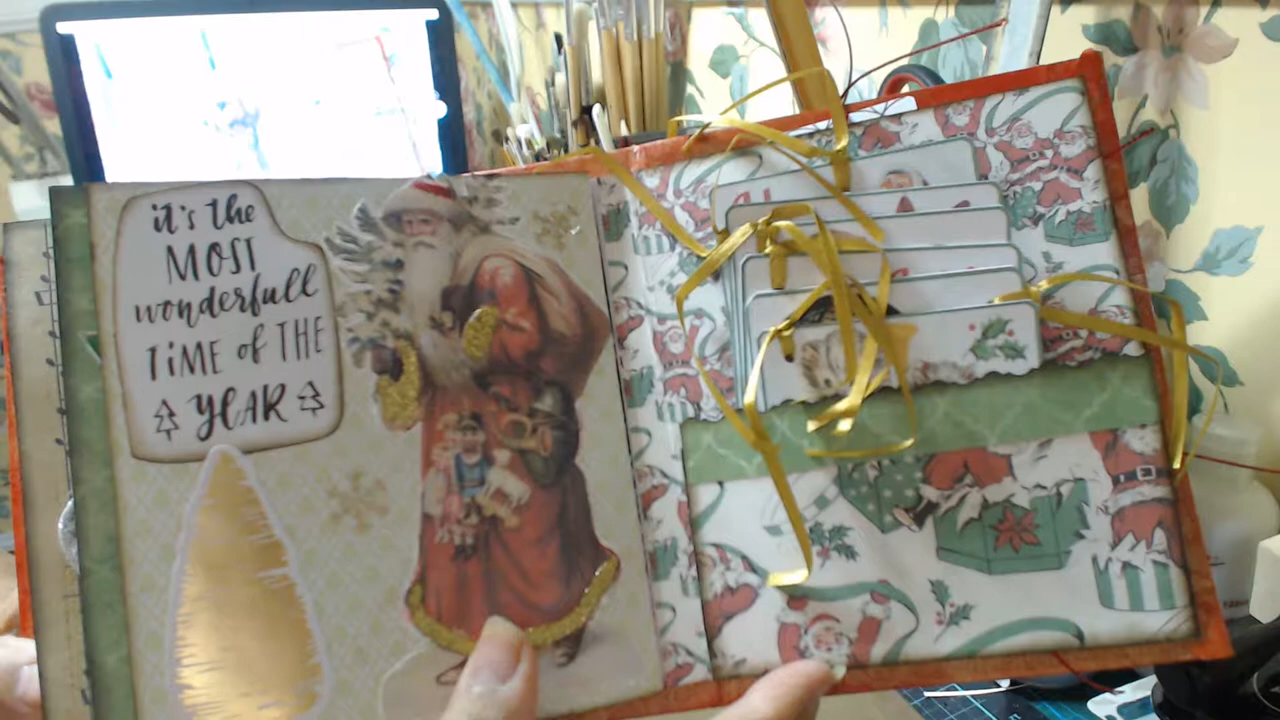 it's the
MOST
wonderfull
TIME of THE
YEAR